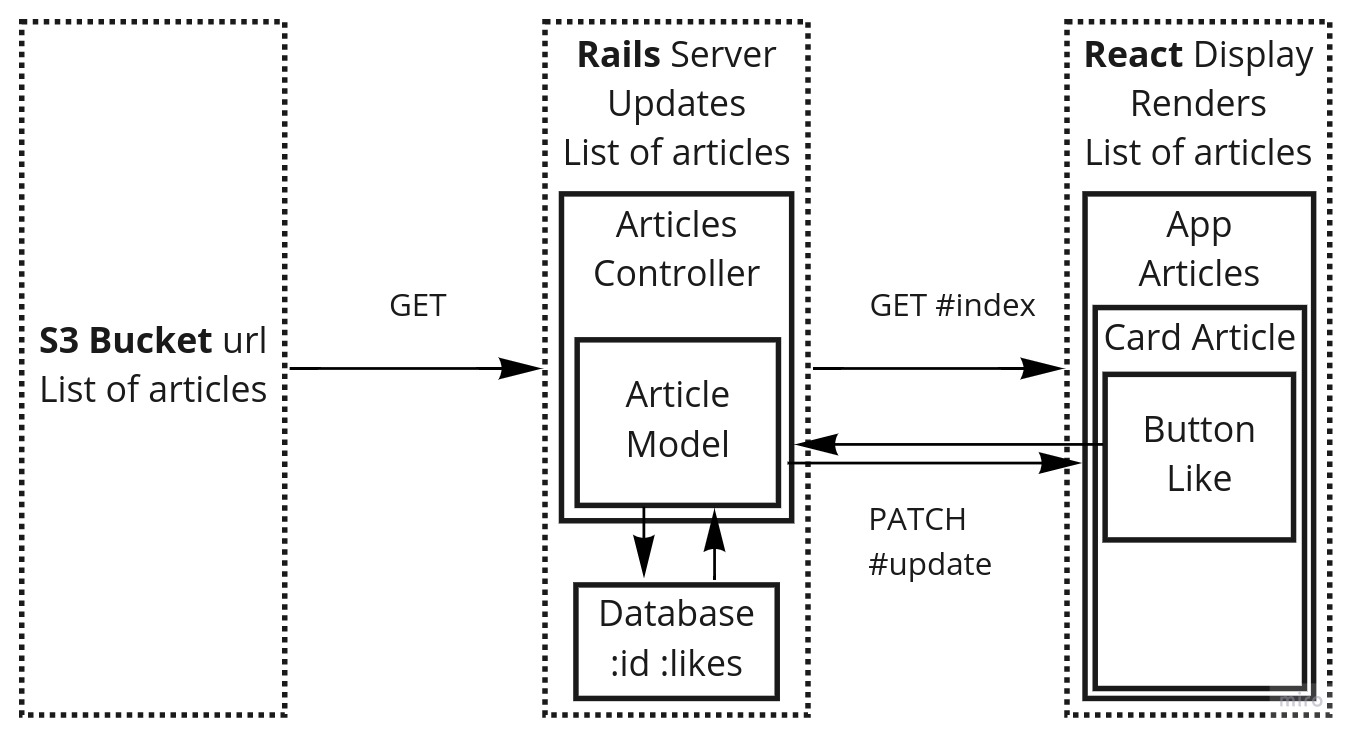 S3 Bucket url
List of articles
GET
Rails Server
Updates
List of articles
Articles
Controller
Article
Model
Database
:id :likes
GET #index
PATCH
#update
React Display
Renders
List of articles
App
Articles
Card Article
Button
Like
miro